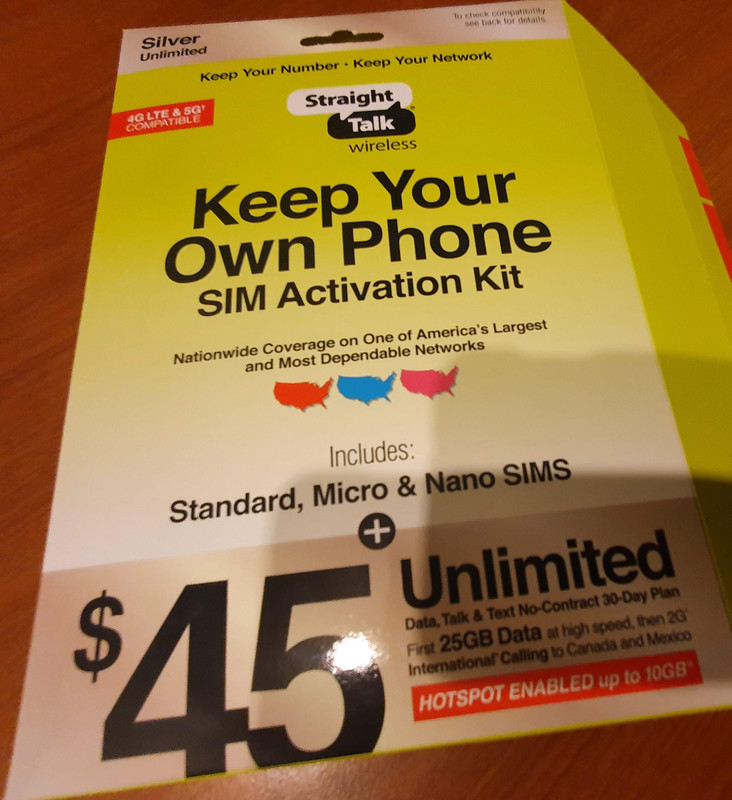 Silver
Unlimited
To check compatibility
see back for details.
Keep Your Number · Keep Your Network
4G LTE & 5G†
COMPATIBLE
Straight
Talk
wireless
Keep Your
Own Phone
SIM Activation Kit
Nationwide Coverage on One of America's Largest
and Most Dependable Networks
Includes:
Standard, Micro & Nano SIMS
+
$45
Unlimited
Data, Talk & Text No-Contract 30-Day Plan
First 25GB Data at high speed, then 2G*
International* Calling to Canada and Mexico
HOTSPOT ENABLED up to 10GB*